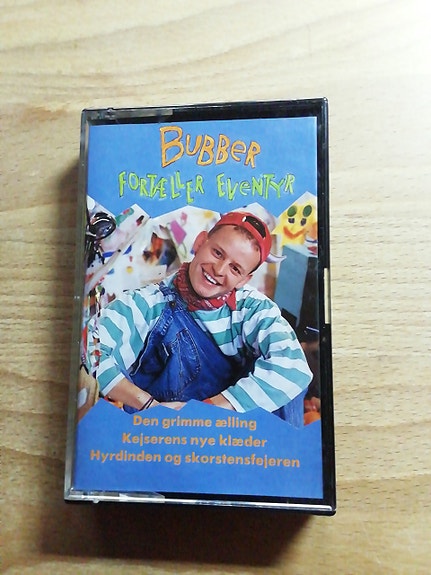 BUBBER
FORTÆLLER EVENTYR
Den grimme ælling
Kejserens nye klæder
Hyrdinden og skorstensfejeren